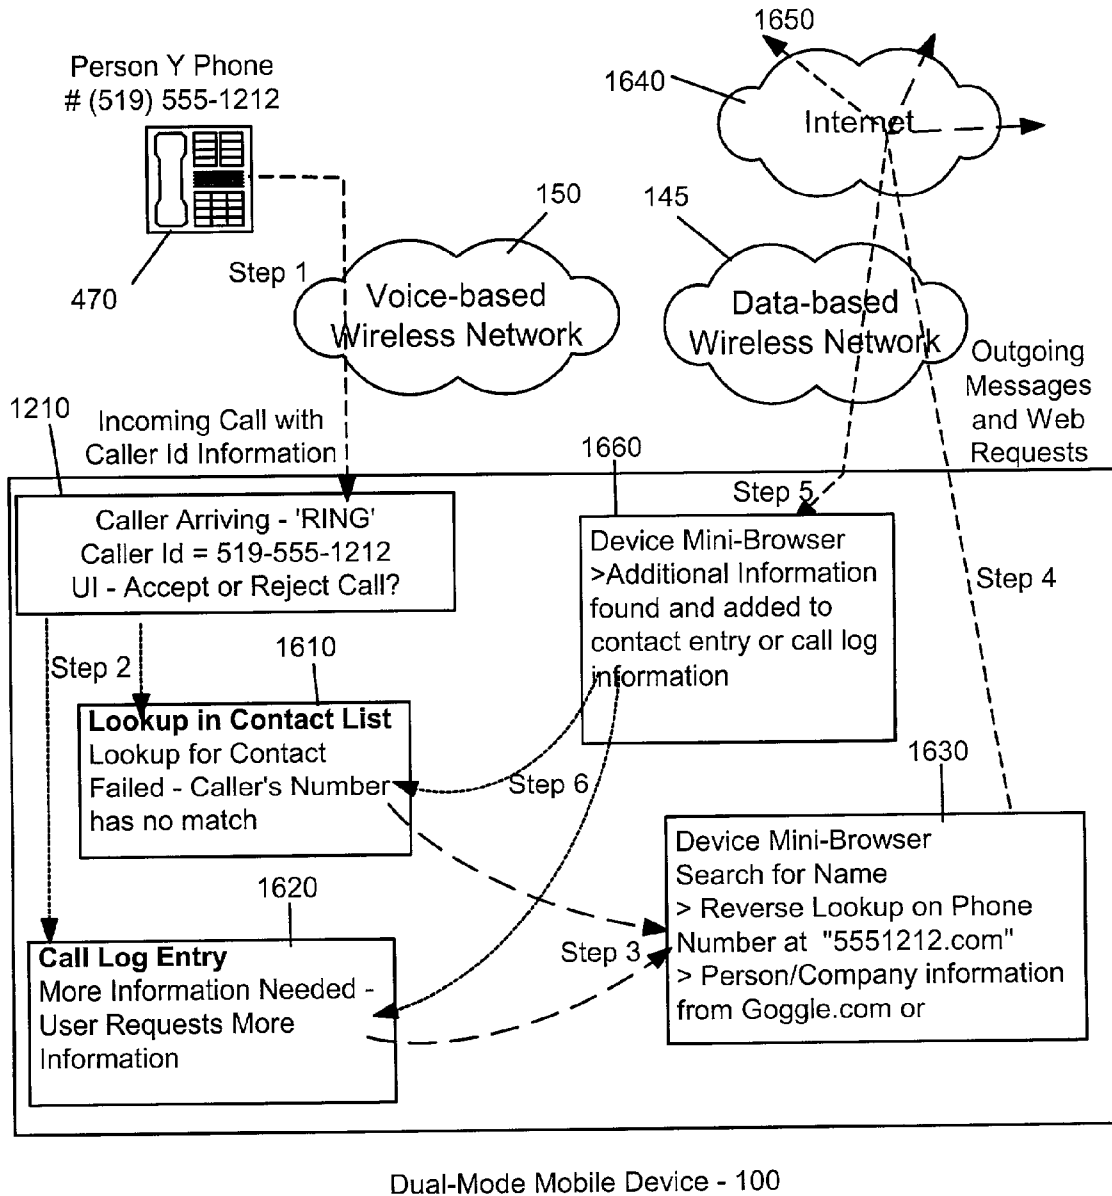 1650
Person Y Phone
# (519) 555-1212
1640
Internet
470
Step 1
150
Voice-based
Wireless Network
145
Data-based
Wireless Network
Outgoing
Messages
and Web
Requests
1210
Incoming Call with
Caller Id Information
Caller Arriving - 'RING'
Caller Id = 519-555-1212
UI - Accept or Reject Call?
1660
Step 5
Device Mini-Browser
>Additional Information
found and added to
contact entry or call log
information
Step 4
Step 2
1610
Lookup in Contact List
Lookup for Contact
Failed - Caller's Number
has no match
Step 6
1630
Device Mini-Browser
Search for Name
> Reverse Lookup on Phone
Number at "5551212.com"
> Person/Company information
from Goggle.com or
Step 3
1620
Call Log Entry
More Information Needed -
User Requests More
Information
Dual-Mode Mobile Device - 100